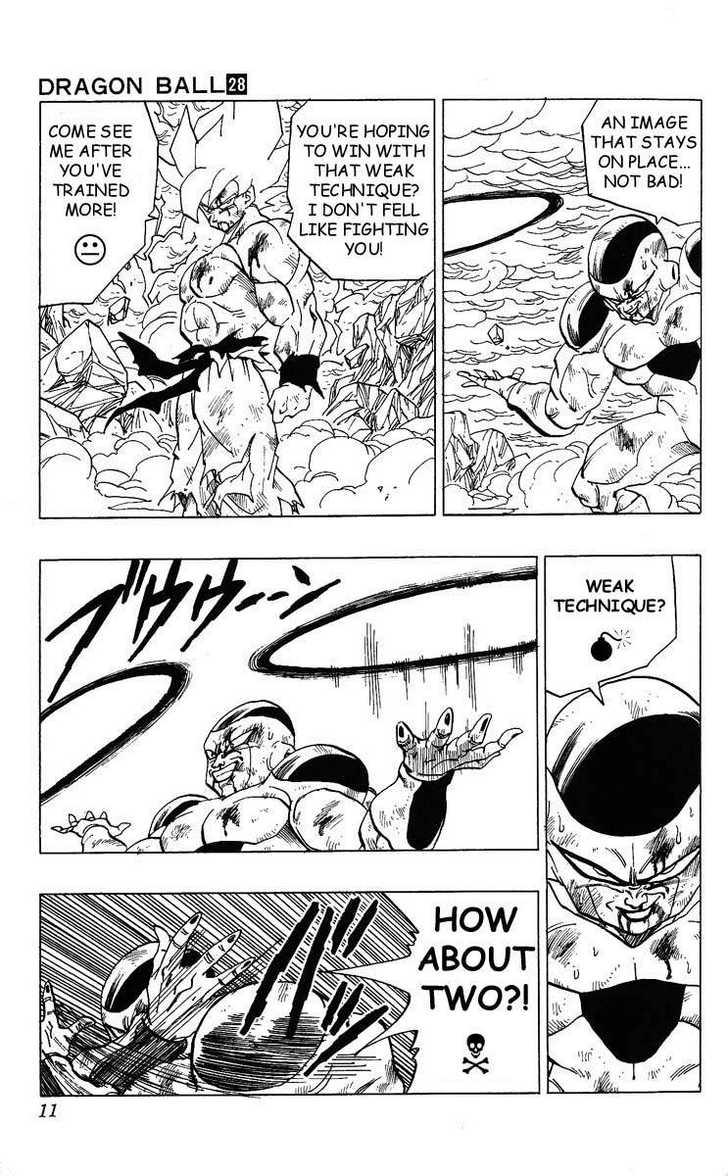 DRAGON BALL 28
AN IMAGE
THAT STAYS
ON PLACE...
NOT BAD!
YOU'RE HOPING
TO WIN WITH
THAT WEAK
TECHNIQUE?
I DON'T FELL
LIKE FIGHTING
YOU!
COME SEE
ME AFTER
YOU'VE
TRAINED
MORE!
WEAK
TECHNIQUE?
ブゥゥーーン
HOW
ABOUT
TWO?!
11